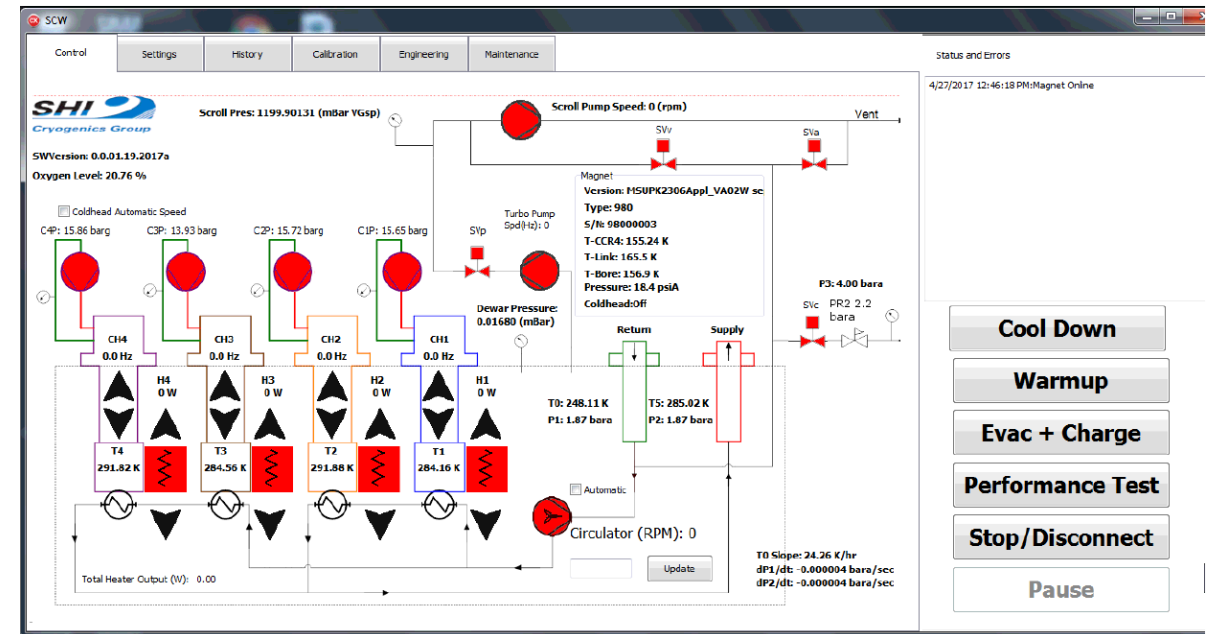 SCW
Control
Settings
History
Calibration
Engineering
Maintenance
Status and Errors
4/27/2017 12:46:18 PM:Magnet Online
SHI
Cryogenics Group
SWVersion: 0.0.01.19.2017a
Oxygen Level: 20.76 %
Scroll Pres: 1199.90131 (mBar VGsp)
Scroll Pump Speed: 0 (rpm)
Vent
SVv
SVa
Magnet
Version: MSUPK2306Appl_VA02W sc
Type: 980
S/N: 98000003
T-CCR4: 155.24 K
T-Link: 165.5 K
T-Bore: 156.9 K
Pressure: 18.4 psiA
Coldhead:Off
Coldhead Automatic Speed
C4P: 15.86 barg
C3P: 13.93 barg
C2P: 15.72 barg
C1P: 15.65 barg
SVp
Turbo Pump
Spd(Hz): 0
Dewar Pressure:
0.01680 (mBar)
P3: 4.00 bara
SVc
PR2 2.2
bara
Return
Supply
CH4
0.0 Hz
CH3
0.0 Hz
CH2
0.0 Hz
CH1
0.0 Hz
H4
0 W
H3
0 W
H2
0 W
H1
0 W
T0: 248.11 K
P1: 1.87 bara
T5: 285.02 K
P2: 1.87 bara
T4
291.82 K
T3
284.56 K
T2
291.88 K
T1
284.16 K
Automatic
Circulator (RPM): 0
Update
Total Heater Output (W): 0.00
T0 Slope: 24.26 K/hr
dP1/dt: -0.000004 bara/sec
dP2/dt: -0.000004 bara/sec
Cool Down
Warmup
Evac + Charge
Performance Test
Stop/Disconnect
Pause